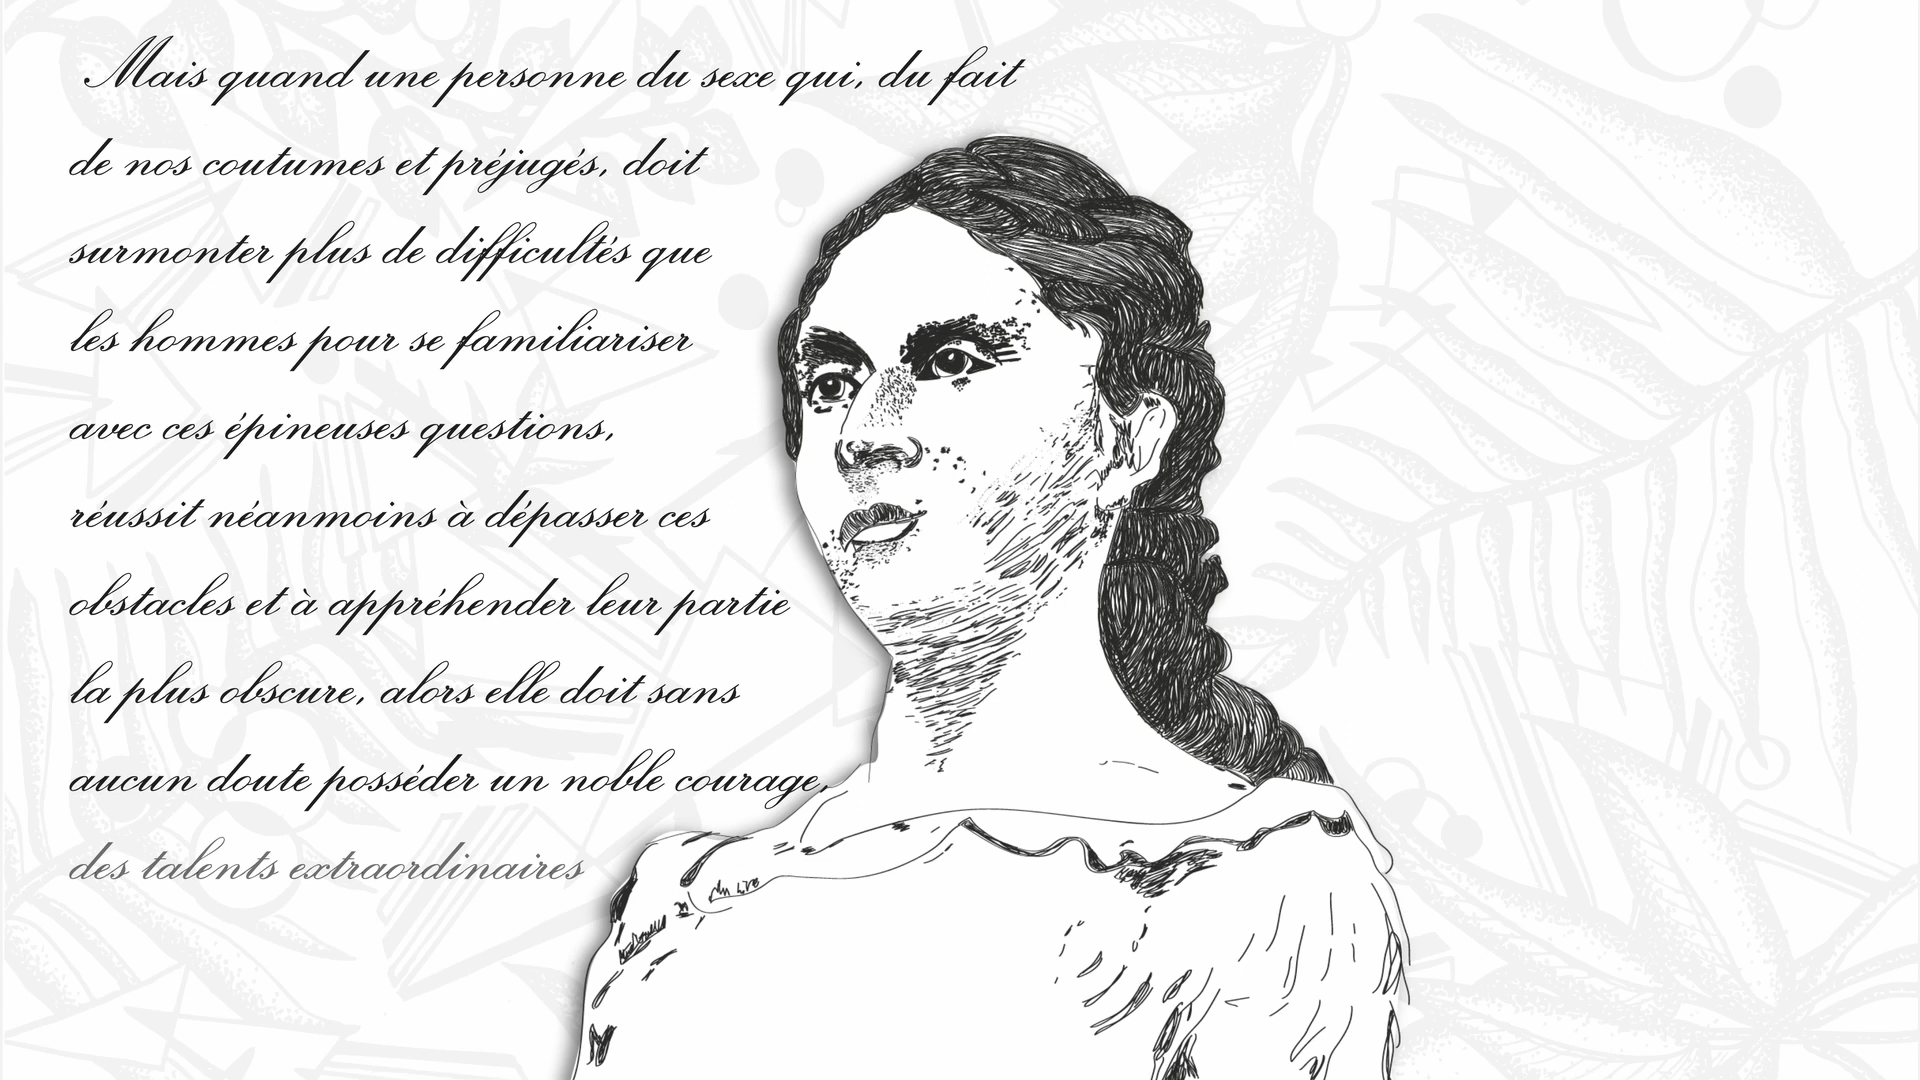 Mais quand une personne du sexe qui, du fait
de nos coutumes et préjugés, doit
surmonter plus de difficultés que
les hommes pour se familiariser
avec ces épineuses questions,
réussit néanmoins à dépasser ces
obstacles et à appréhender leur partie
la plus obscure, alors elle doit sans
aucun doute posséder un noble courage,
des talents extraordinaires